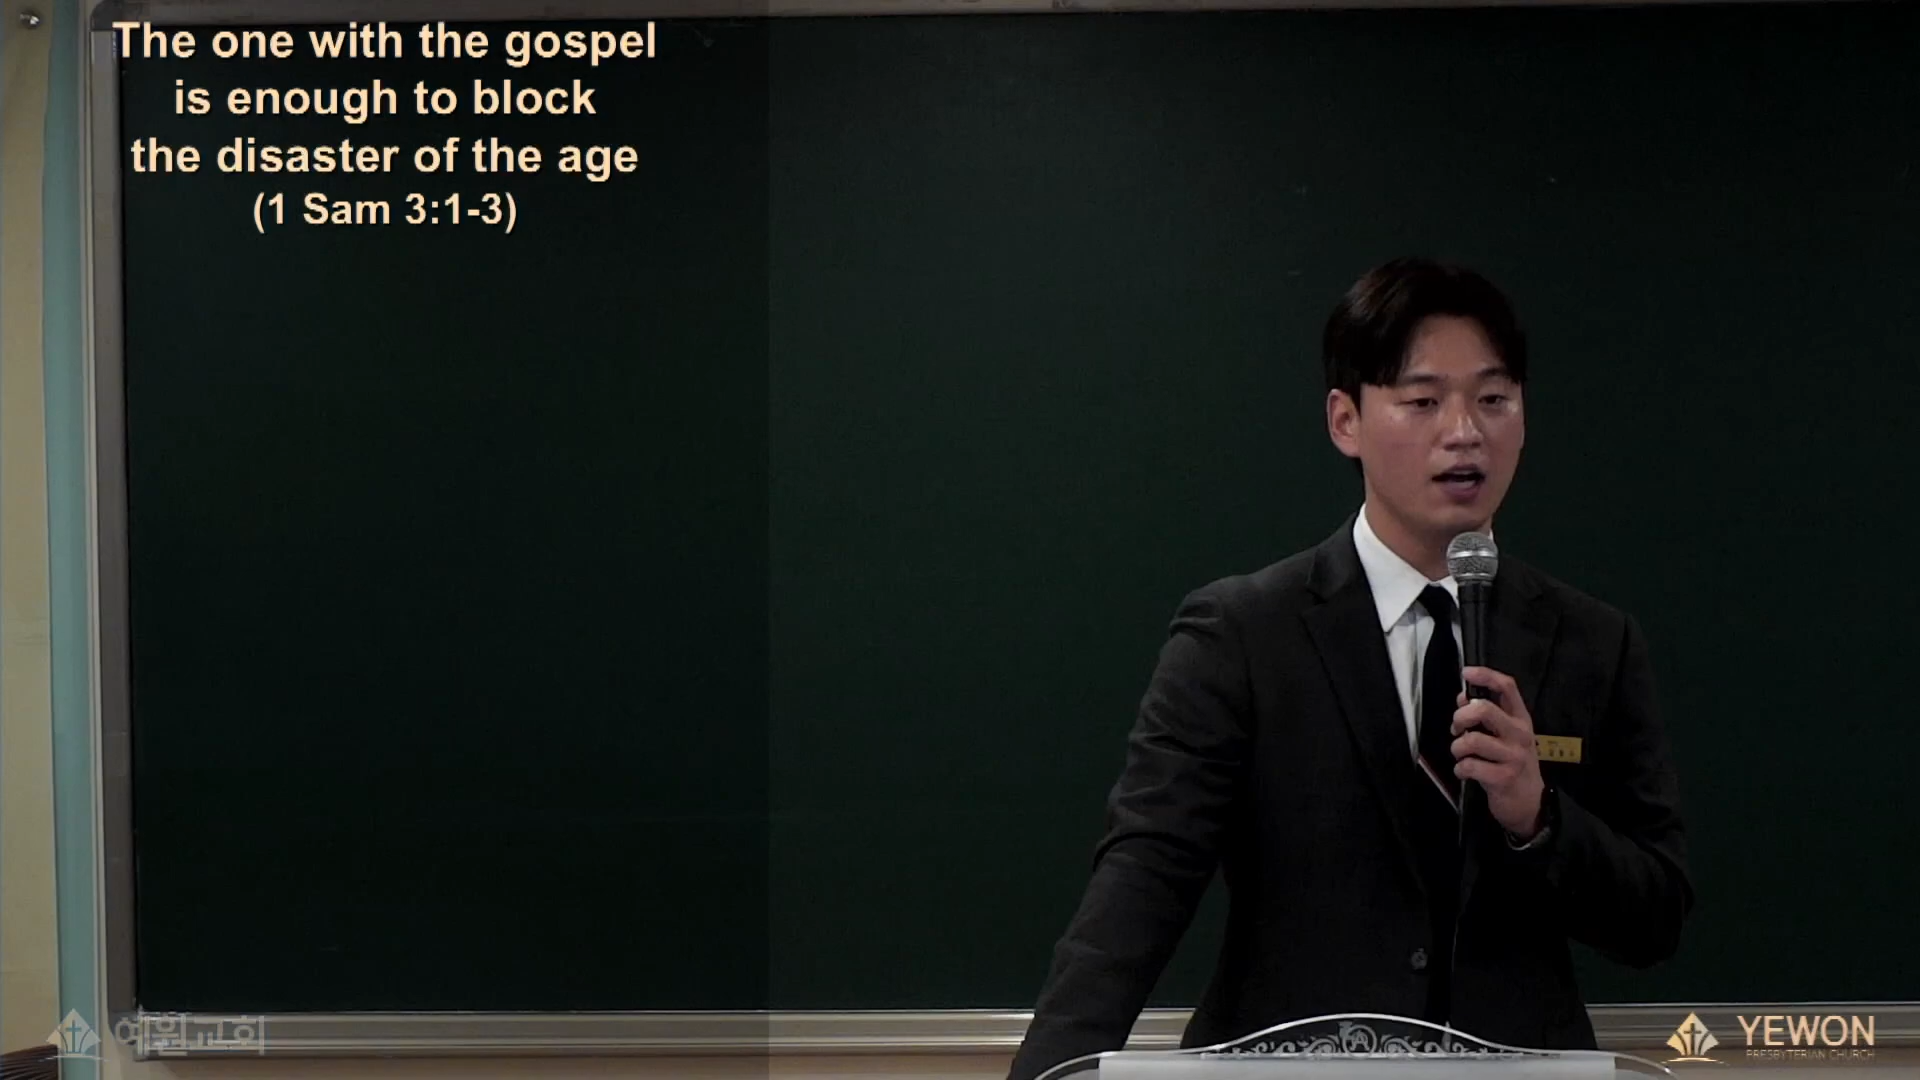 The one with the gospel
is enough to block
the disaster of the age
(1 Sam 3:1-3)
예원교회
YEWON
PRESBYTERIAN CHURCH